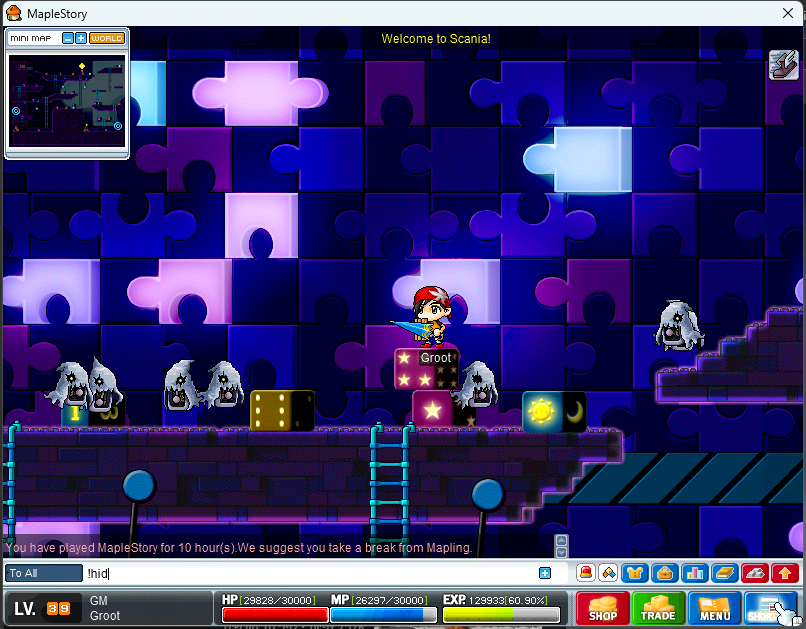 MapleStory
MINI MAP
WORLD
Welcome to Scania!
Groot
1
You have played MapleStory for 10 hour(s).We suggest you take a break from Mapling.
To All
!hid
LV. 39
GM
Groot
HP[29828/30000] MP[26297/30000] EXP. 129933[60.90%]
SHOP
TRADE
MENU